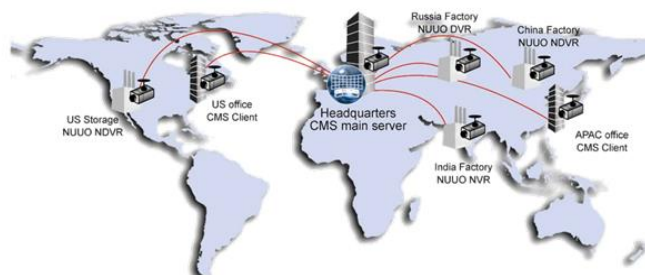 Russia Factory
NUUO DVR
China Factory
NUUO NDVR
US Storage
NUUO NDVR
US office
CMS Client
Headquarters
CMS main server
APAC office
CMS Client
India Factory
NUUO NVR